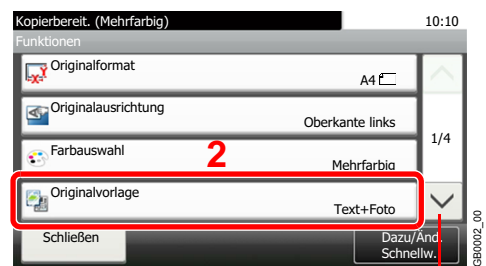 Kopierbereit. (Mehrfarbig) 10:10
Funktionen
Originalformat
A4
Originalausrichtung
Oberkante links
1/4
Farbauswahl
2
Mehrfarbig
Originalvorlage
Text+Foto
Schließen
Dazu/Änd.
Schnellw.
GB0002_00